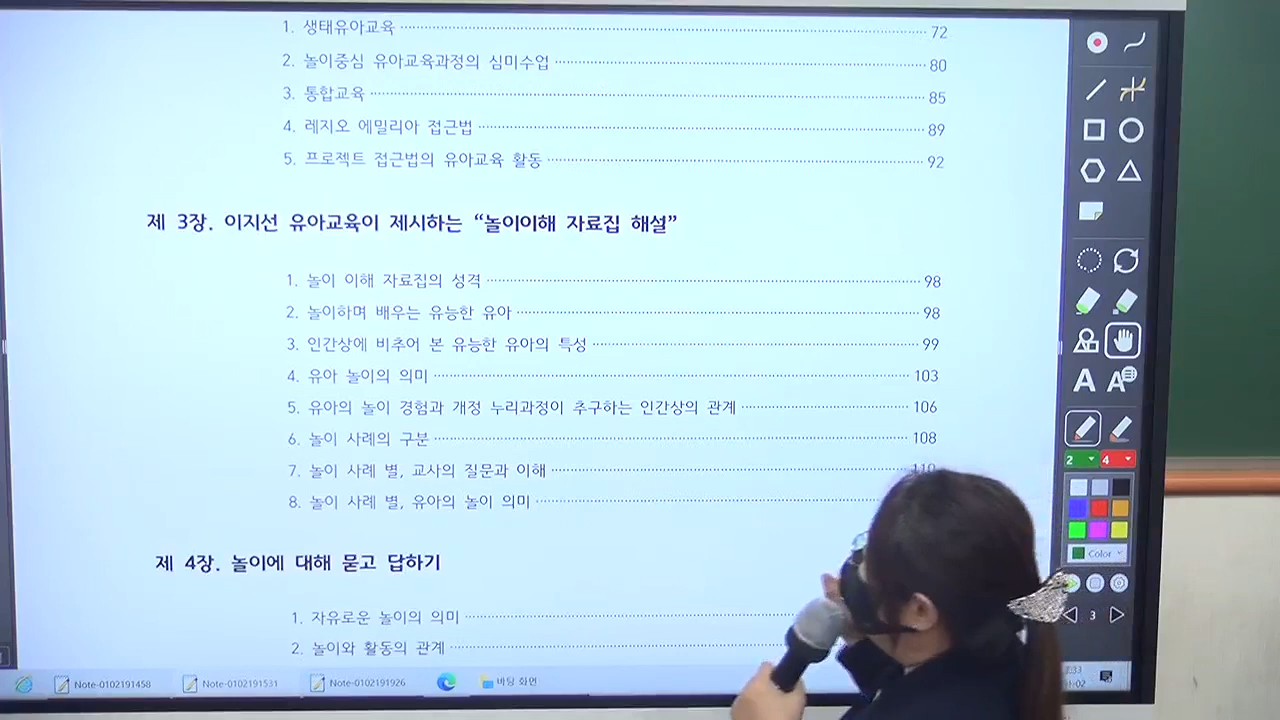 1. 생태유아교육 72
2. 놀이중심 유아교육과정의 심미수업 80
3. 통합교육 85
4. 레지오 에밀리아 접근법 89
5. 프로젝트 접근법의 유아교육 활동 92
제 3장. 이지선 유아교육이 제시하는 “놀이이해 자료집 해설”
1. 놀이 이해 자료집의 성격 98
2. 놀이하며 배우는 유능한 유아 98
3. 인간상에 비추어 본 유능한 유아의 특성 99
4. 유아 놀이의 의미 103
5. 유아의 놀이 경험과 개정 누리과정이 추구하는 인간상의 관계 106
6. 놀이 사례의 구분 108
7. 놀이 사례 별, 교사의 질문과 이해
8. 놀이 사례 별, 유아의 놀이 의미
제 4장. 놀이에 대해 묻고 답하기
1. 자유로운 놀이의 의미
2. 놀이와 활동의 관계
A A
2 4
Color
3
Note-0102191458 Note-0102191531 Note-0102191926 바탕 화면